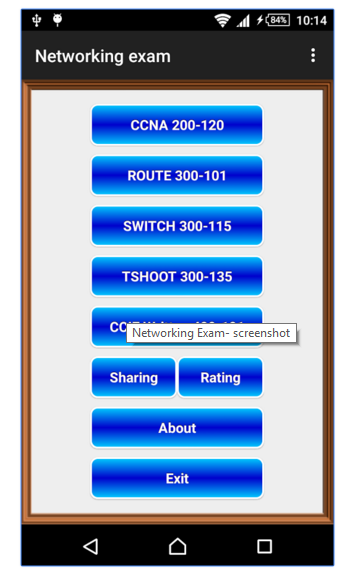 84% 10:14
Networking exam
CCNA 200-120
ROUTE 300-101
SWITCH 300-115
TSHOOT 300-135
Networking Exam- screenshot
Sharing Rating
About
Exit